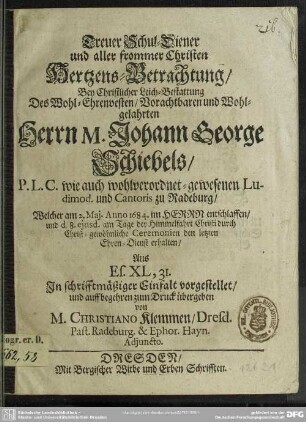 Treuer Schul-Diener
und aller frommer Christen
Hertzens-Betrachtung/
Bey Christlicher Leich-Bestattung
Des Wohl-Ehrenvesten/ Vorachtbaren und Wohl-
gelahrten
Herrn M. Johann George
Schiebels/
P. L. C. wie auch wohlverordnet-gewesenen Lu-
dimod. und Cantoris zu Radeburg/
Welcher am 2. Maj. Anno 1684. im HERRN entschlaffen/
und d. 8. ejusd. am Tage der Himmelfahrt Christi durch
Christ-gewöhnliche Ceremonien den letzten
Ehren-Dienst erhalten/
Aus
Es. XL, 31.
In schrifftmäßiger Einfalt vorgestellet/
und auff begehren zum Druck übergeben
von
M. CHRISTIANO Klemmen/ Dresd.
Past. Radeburg. & Ephor. Hayn.
Adjuncto.
DRESDEN/
Mit Bergischer Witbe und Erben Schrifften.